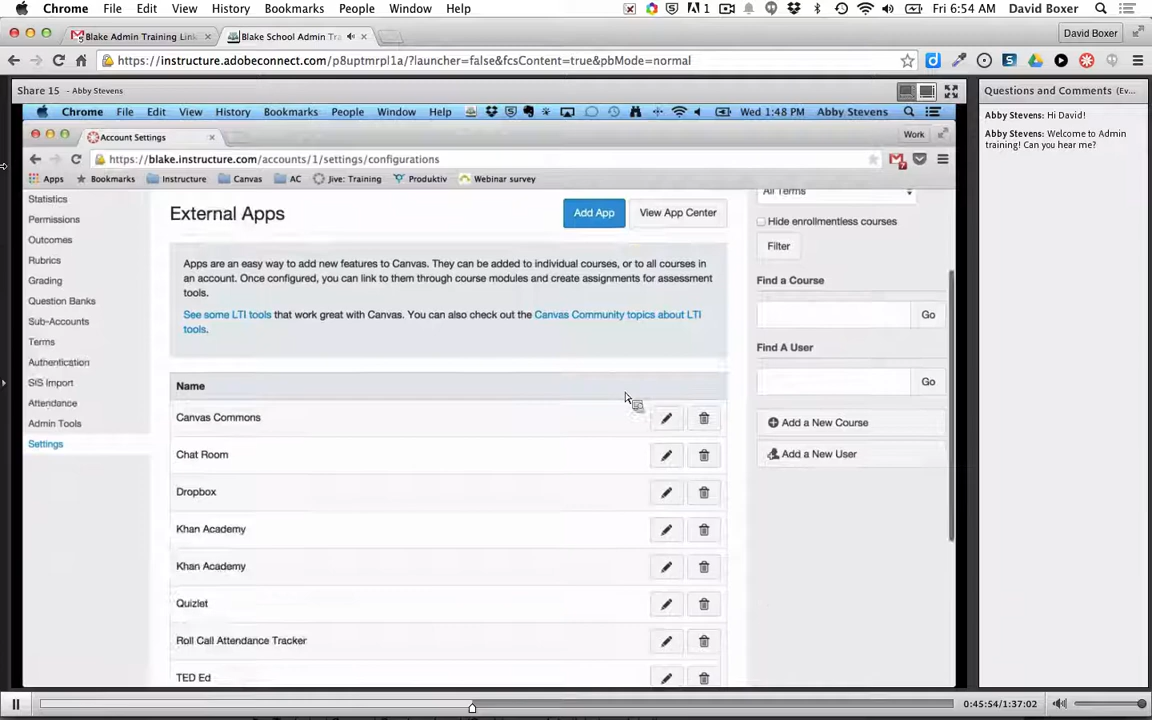 Chrome File Edit View History Bookmarks People Window Help 1 Fri 6:54 AM David Boxer
Blake Admin Training Link × Blake School Admin Tra × David Boxer
https://instructure.adobeconnect.com/p8uptmrpl1a/?launcher=false&fcsContent=true&pbMode=normal
Share 15 - Abby Stevens
Questions and Comments (Ev...
Chrome File Edit View History Bookmarks People Window Help Wed 1:48 PM Abby Stevens
Abby Stevens: Hi David!
Abby Stevens: Welcome to Admin
training! Can you hear me?
Account Settings × Work
https://blake.instructure.com/accounts/1/settings/configurations
Apps Bookmarks Instructure Canvas AC Jive: Training Produktiv Webinar survey
Statistics
Permissions
Outcomes
Rubrics
Grading
Question Banks
Sub-Accounts
Terms
Authentication
SIS Import
Attendance
Admin Tools
Settings
External Apps Add App View App Center
Apps are an easy way to add new features to Canvas. They can be added to individual courses, or to all courses in
an account. Once configured, you can link to them through course modules and create assignments for assessment
tools.
See some LTI tools that work great with Canvas. You can also check out the Canvas Community topics about LTI
tools.
Name
Canvas Commons
Chat Room
Dropbox
Khan Academy
Khan Academy
Quizlet
Roll Call Attendance Tracker
TED Ed
All Terms
Hide enrollmentless courses
Filter
Find a Course
Go
Find A User
Go
Add a New Course
Add a New User
0:45:54/1:37:02